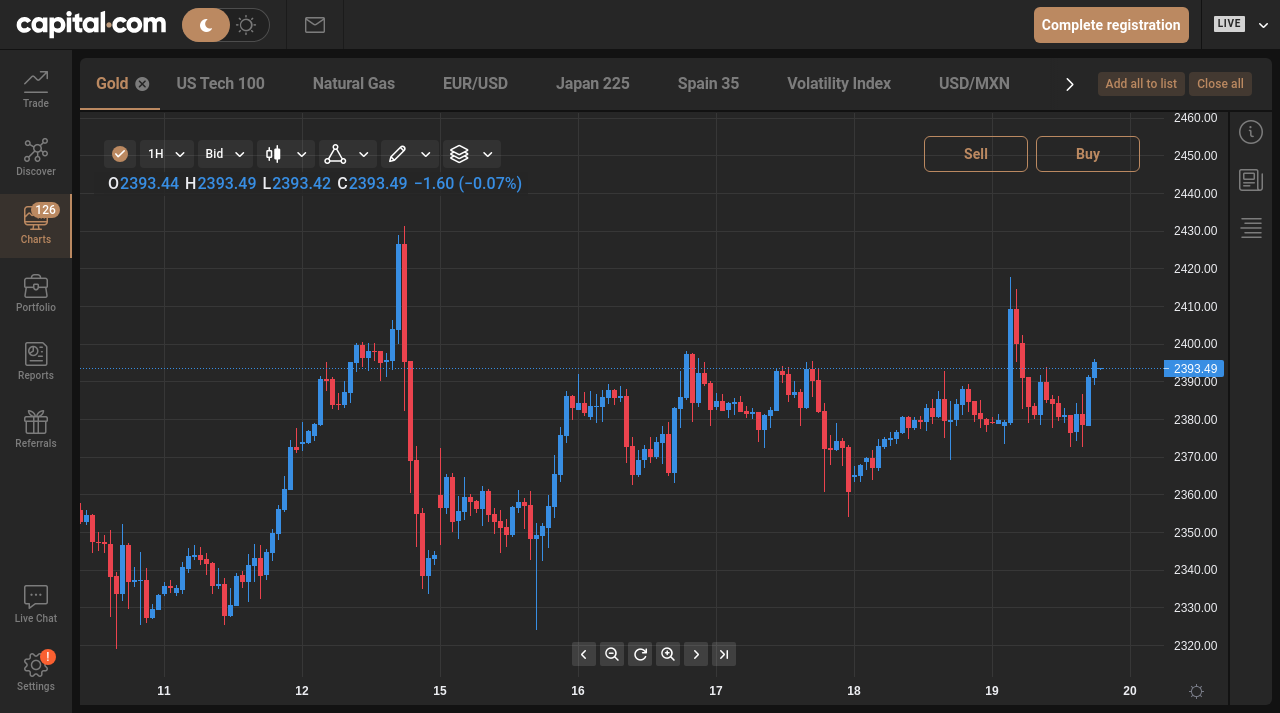 capital.com
Complete registration
LIVE
Trade
Discover
126
Charts
Portfolio
Reports
Referrals
Live Chat
!
Settings
Gold
US Tech 100
Natural Gas
EUR/USD
Japan 225
Spain 35
Volatility Index
USD/MXN
Add all to list
Close all
1H
Bid
Sell
Buy
O2393.44 H2393.49 L2393.42 C2393.49 −1.60 (−0.07%)
2460.00
2450.00
2440.00
2430.00
2420.00
2410.00
2400.00
2393.49
2390.00
2380.00
2370.00
2360.00
2350.00
2340.00
2330.00
2320.00
11
12
15
16
17
18
19
20